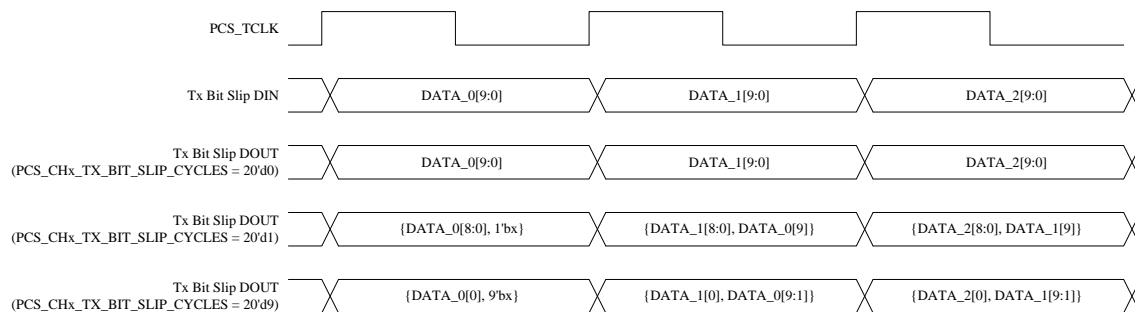 PCS_TCLK
Tx Bit Slip DIN
DATA_0[9:0]
DATA_1[9:0]
DATA_2[9:0]
Tx Bit Slip DOUT
(PCS_CHx_TX_BIT_SLIP_CYCLES = 20'd0)
DATA_0[9:0]
DATA_1[9:0]
DATA_2[9:0]
Tx Bit Slip DOUT
(PCS_CHx_TX_BIT_SLIP_CYCLES = 20'd1)
{DATA_0[8:0], 1'bx}
{DATA_1[8:0], DATA_0[9]}
{DATA_2[8:0], DATA_1[9]}
Tx Bit Slip DOUT
(PCS_CHx_TX_BIT_SLIP_CYCLES = 20'd9)
{DATA_0[0], 9'bx}
{DATA_1[0], DATA_0[9:1]}
{DATA_2[0], DATA_1[9:1]}